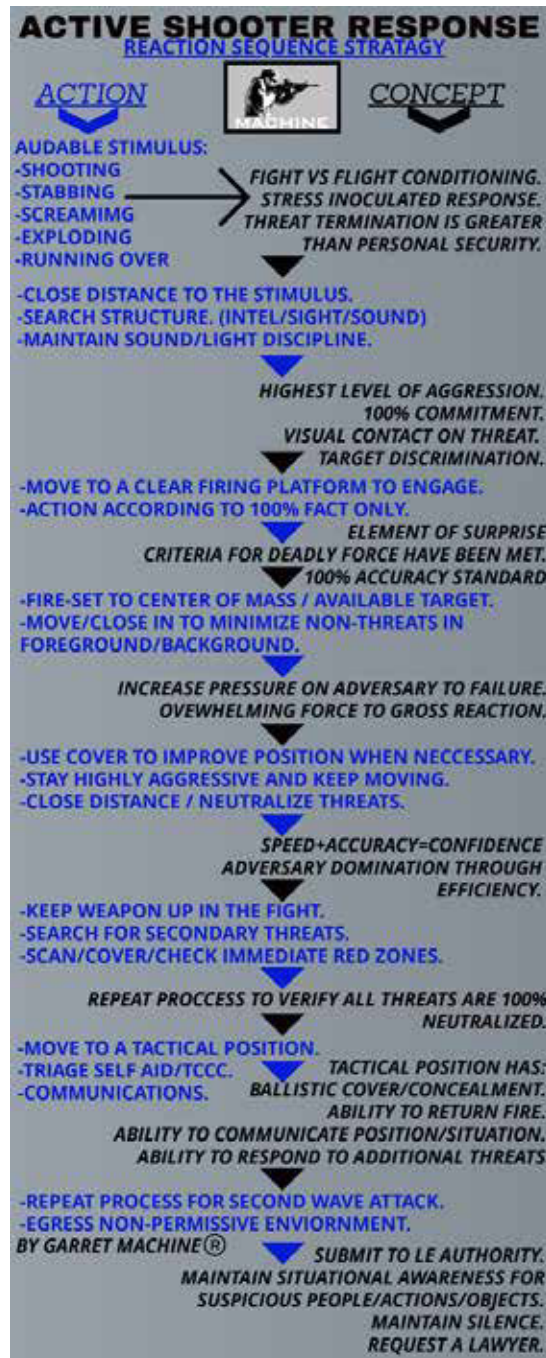 ACTIVE SHOOTER RESPONSE
REACTION SEQUENCE STRATAGY
ACTION
MACHINE
CONCEPT
AUDABLE STIMULUS:
-SHOOTING
-STABBING
-SCREAMIMG
-EXPLODING
-RUNNING OVER
FIGHT VS FLIGHT CONDITIONING.
STRESS INOCULATED RESPONSE.
THREAT TERMINATION IS GREATER
THAN PERSONAL SECURITY.
-CLOSE DISTANCE TO THE STIMULUS.
-SEARCH STRUCTURE. (INTEL/SIGHT/SOUND)
-MAINTAIN SOUND/LIGHT DISCIPLINE.
HIGHEST LEVEL OF AGGRESSION.
100% COMMITMENT.
VISUAL CONTACT ON THREAT.
TARGET DISCRIMINATION.
-MOVE TO A CLEAR FIRING PLATFORM TO ENGAGE.
-ACTION ACCORDING TO 100% FACT ONLY.
ELEMENT OF SURPRISE
CRITERIA FOR DEADLY FORCE HAVE BEEN MET.
100% ACCURACY STANDARD
-FIRE-SET TO CENTER OF MASS / AVAILABLE TARGET.
-MOVE/CLOSE IN TO MINIMIZE NON-THREATS IN
FOREGROUND/BACKGROUND.
INCREASE PRESSURE ON ADVERSARY TO FAILURE.
OVEWHELMING FORCE TO GROSS REACTION.
-USE COVER TO IMPROVE POSITION WHEN NECCESSARY.
-STAY HIGHLY AGGRESSIVE AND KEEP MOVING.
-CLOSE DISTANCE / NEUTRALIZE THREATS.
SPEED+ACCURACY=CONFIDENCE
ADVERSARY DOMINATION THROUGH
EFFICIENCY.
-KEEP WEAPON UP IN THE FIGHT.
-SEARCH FOR SECONDARY THREATS.
-SCAN/COVER/CHECK IMMEDIATE RED ZONES.
REPEAT PROCCESS TO VERIFY ALL THREATS ARE 100%
NEUTRALIZED.
-MOVE TO A TACTICAL POSITION.
-TRIAGE SELF AID/TCCC.
-COMMUNICATIONS.
TACTICAL POSITION HAS:
BALLISTIC COVER/CONCEALMENT.
ABILITY TO RETURN FIRE.
ABILITY TO COMMUNICATE POSITION/SITUATION.
ABILITY TO RESPOND TO ADDITIONAL THREATS
-REPEAT PROCESS FOR SECOND WAVE ATTACK.
-EGRESS NON-PERMISSIVE ENVIORNMENT.
BY GARRET MACHINE®
SUBMIT TO LE AUTHORITY.
MAINTAIN SITUATIONAL AWARENESS FOR
SUSPICIOUS PEOPLE/ACTIONS/OBJECTS.
MAINTAIN SILENCE.
REQUEST A LAWYER.